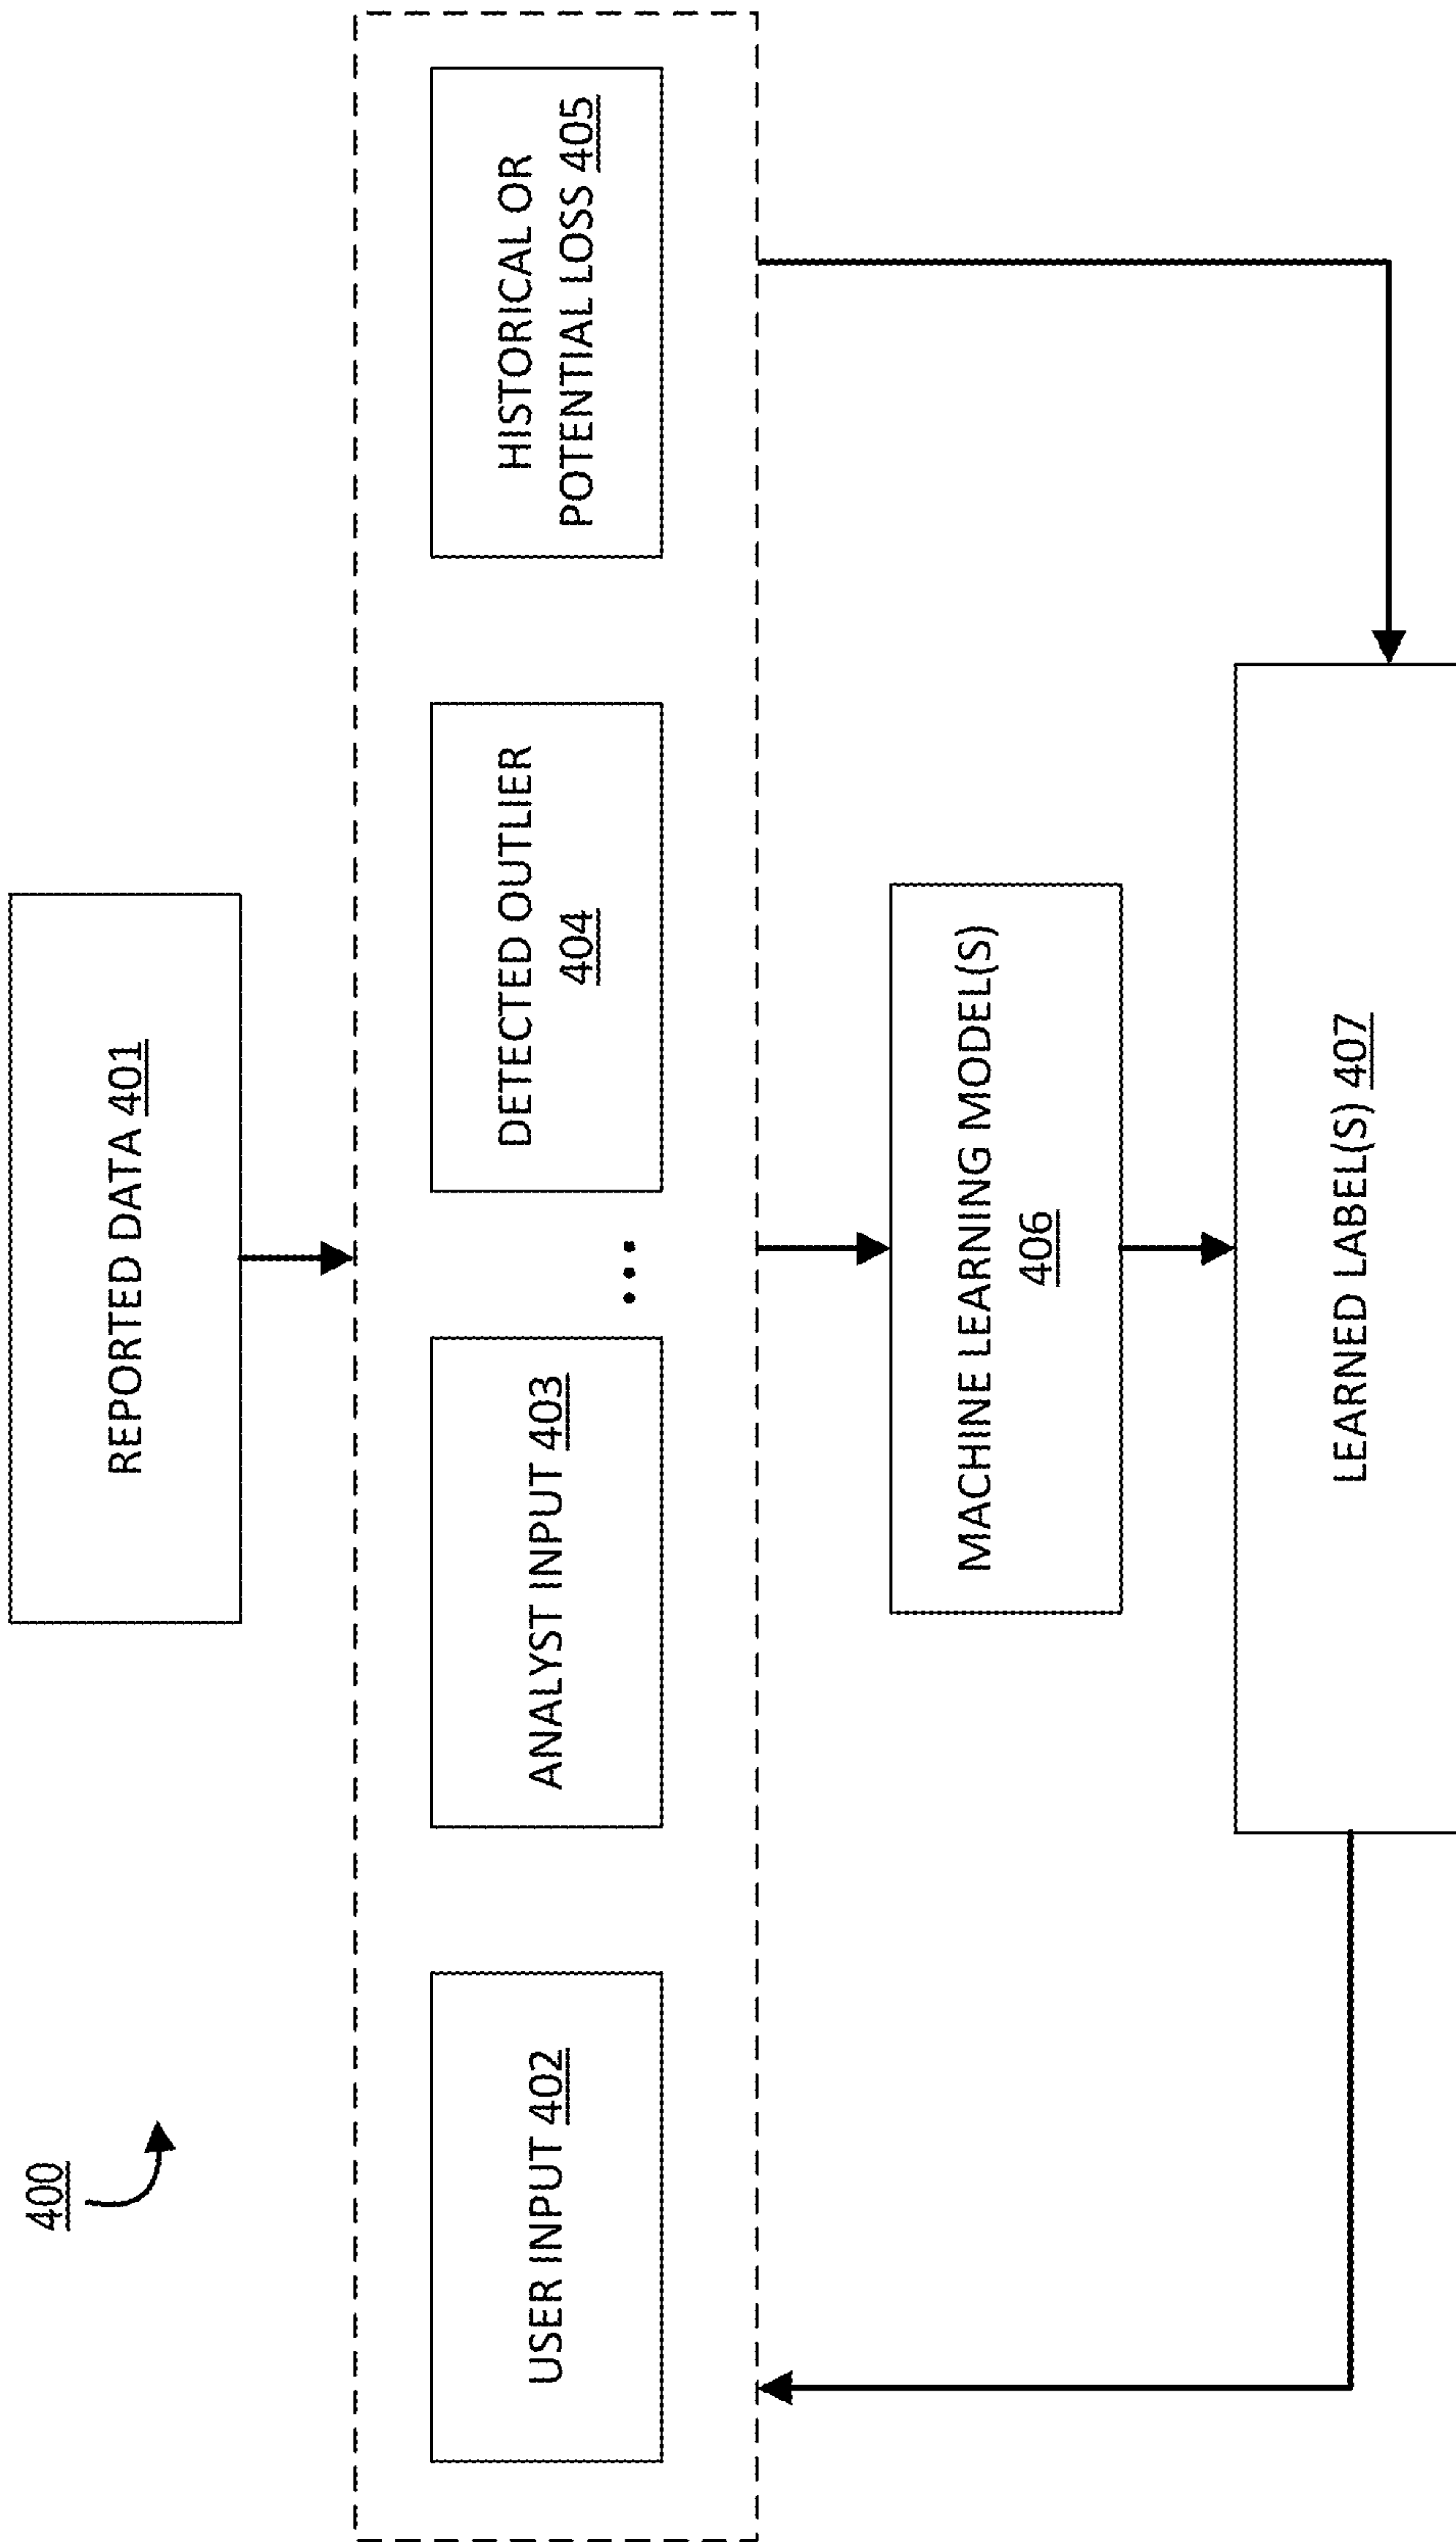 400
REPORTED DATA 401
USER INPUT 402
ANALYST INPUT 403
...
DETECTED OUTLIER
404
HISTORICAL OR
POTENTIAL LOSS 405
MACHINE LEARNING MODEL(S)
406
LEARNED LABEL(S) 407